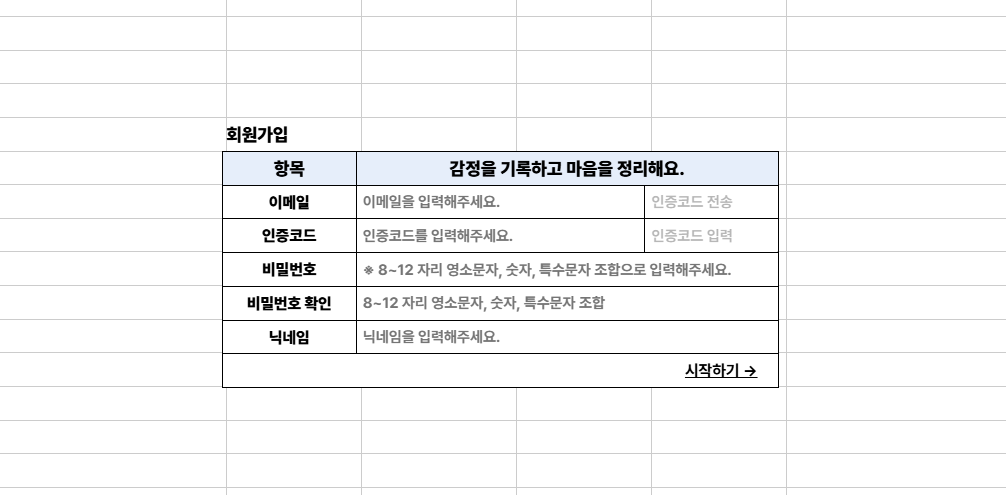 회원가입
항목 감정을 기록하고 마음을 정리해요.
이메일 이메일을 입력해주세요. 인증코드 전송
인증코드 인증코드를 입력해주세요. 인증코드 입력
비밀번호 ※ 8~12 자리 영소문자, 숫자, 특수문자 조합으로 입력해주세요.
비밀번호 확인 8~12 자리 영소문자, 숫자, 특수문자 조합
닉네임 닉네임을 입력해주세요.
시작하기 →